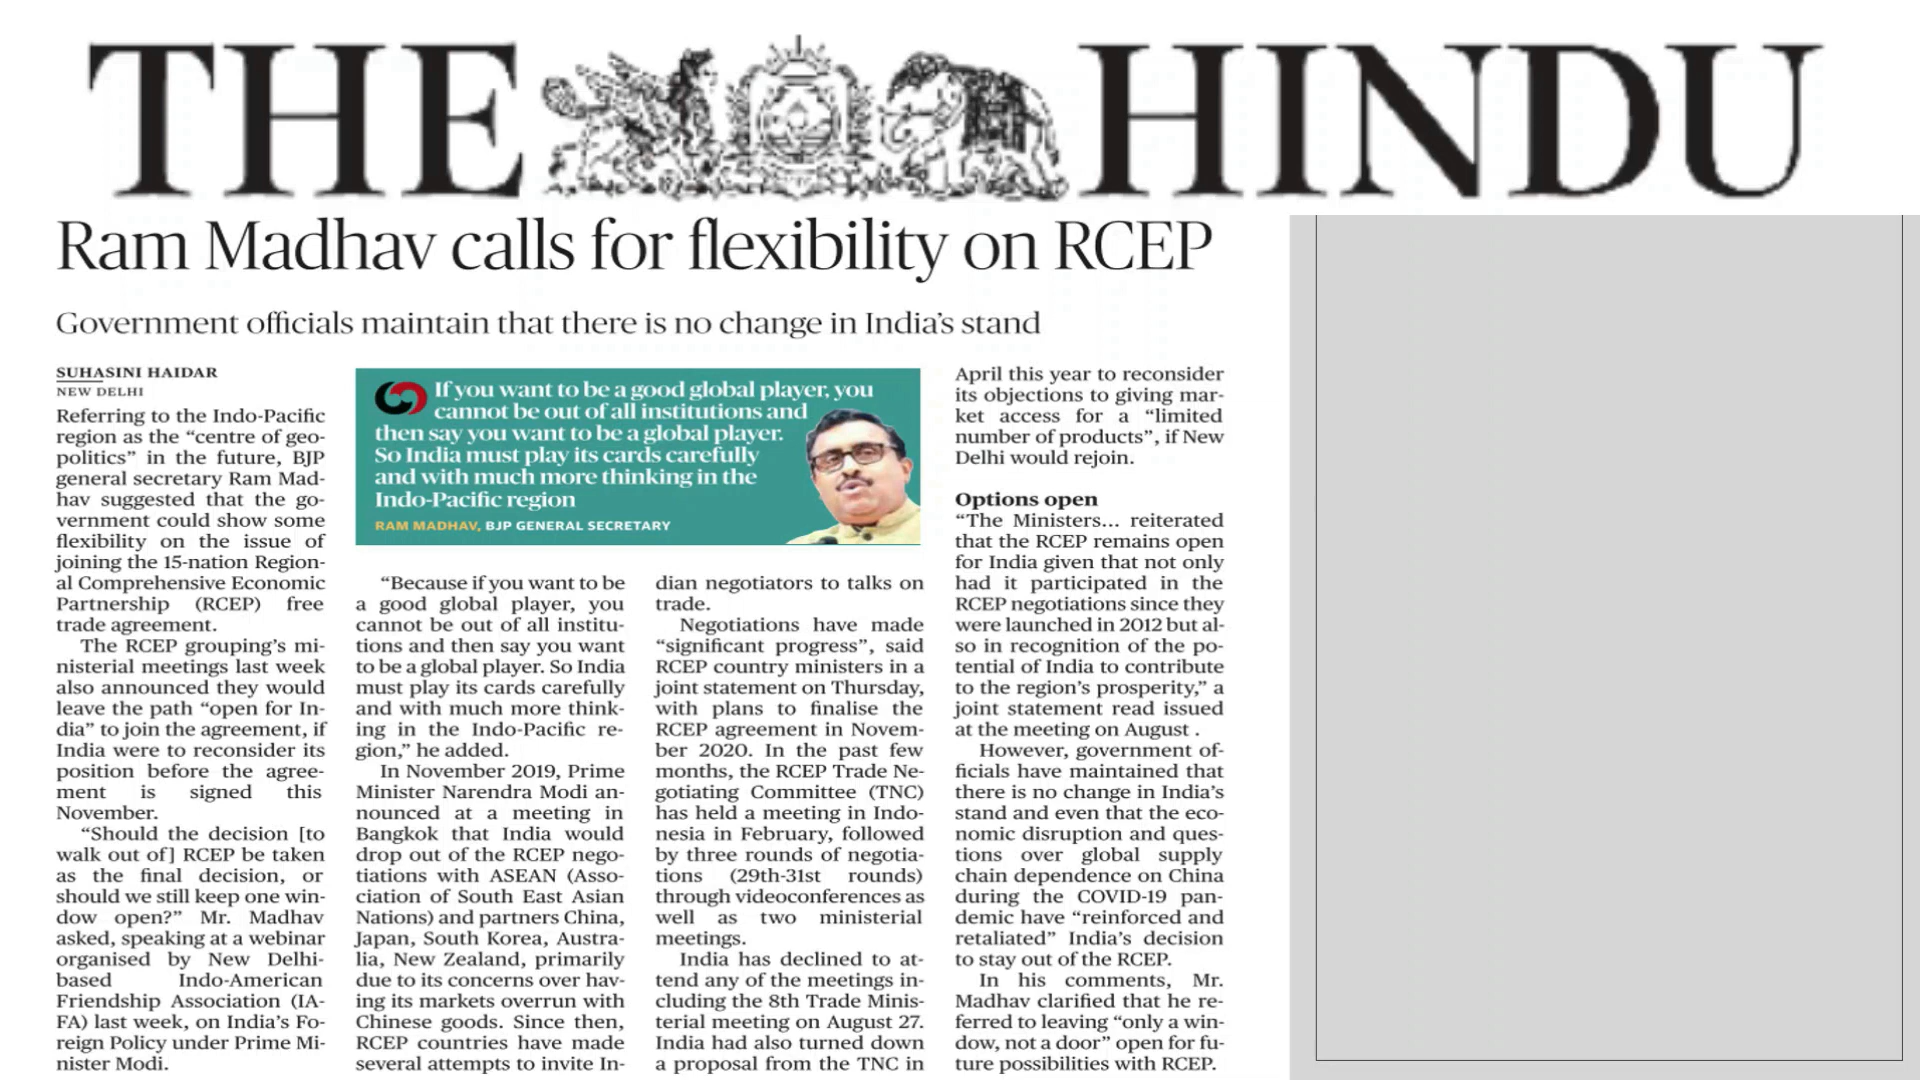 THE HINDU
Ram Madhav calls for flexibility on RCEP
Government officials maintain that there is no change in India's stand
SUHASINI HAIDAR
NEW DELHI
Referring to the Indo-Pacific
region as the “centre of geo-
politics” in the future, BJP
general secretary Ram Mad-
hav suggested that the go-
vernment could show some
flexibility on the issue of
joining the 15-nation Region-
al Comprehensive Economic
Partnership (RCEP) free
trade agreement.
The RCEP grouping's mi-
nisterial meetings last week
also announced they would
leave the path “open for In-
dia” to join the agreement, if
India were to reconsider its
position before the agree-
ment is signed this
November.
“Should the decision [to
walk out of] RCEP be taken
as the final decision, or
should we still keep one win-
dow open?” Mr. Madhav
asked, speaking at a webinar
organised by New Delhi-
based Indo-American
Friendship Association (IA-
FA) last week, on India's Fo-
reign Policy under Prime Mi-
nister Modi.
If you want to be a good global player, you
cannot be out of all institutions and
then say you want to be a global player.
So India must play its cards carefully
and with much more thinking in the
Indo-Pacific region
RAM MADHAV, BJP GENERAL SECRETARY
“Because if you want to be
a good global player, you
cannot be out of all institu-
tions and then say you want
to be a global player. So India
must play its cards carefully
and with much more think-
ing in the Indo-Pacific re-
gion,” he added.
In November 2019, Prime
Minister Narendra Modi an-
nounced at a meeting in
Bangkok that India would
drop out of the RCEP nego-
tiations with ASEAN (Asso-
ciation of South East Asian
Nations) and partners China,
Japan, South Korea, Austra-
lia, New Zealand, primarily
due to its concerns over hav-
ing its markets overrun with
Chinese goods. Since then,
RCEP countries have made
several attempts to invite In-
dian negotiators to talks on
trade.
Negotiations have made
“significant progress”, said
RCEP country ministers in a
joint statement on Thursday,
with plans to finalise the
RCEP agreement in Novem-
ber 2020. In the past few
months, the RCEP Trade Ne-
gotiating Committee (TNC)
has held a meeting in Indo-
nesia in February, followed
by three rounds of negotia-
tions (29th-31st rounds)
through videoconferences as
well as two ministerial
meetings.
India has declined to at-
tend any of the meetings in-
cluding the 8th Trade Minis-
terial meeting on August 27.
India had also turned down
a proposal from the TNC in
April this year to reconsider
its objections to giving mar-
ket access for a “limited
number of products”, if New
Delhi would rejoin.
Options open
“The Ministers... reiterated
that the RCEP remains open
for India given that not only
had it participated in the
RCEP negotiations since they
were launched in 2012 but al-
so in recognition of the po-
tential of India to contribute
to the region's prosperity,” a
joint statement read issued
at the meeting on August .
However, government of-
ficials have maintained that
there is no change in India's
stand and even that the eco-
nomic disruption and ques-
tions over global supply
chain dependence on China
during the COVID-19 pan-
demic have “reinforced and
retaliated” India's decision
to stay out of the RCEP.
In his comments, Mr.
Madhav clarified that he re-
ferred to leaving “only a win-
dow, not a door” open for fu-
ture possibilities with RCEP.